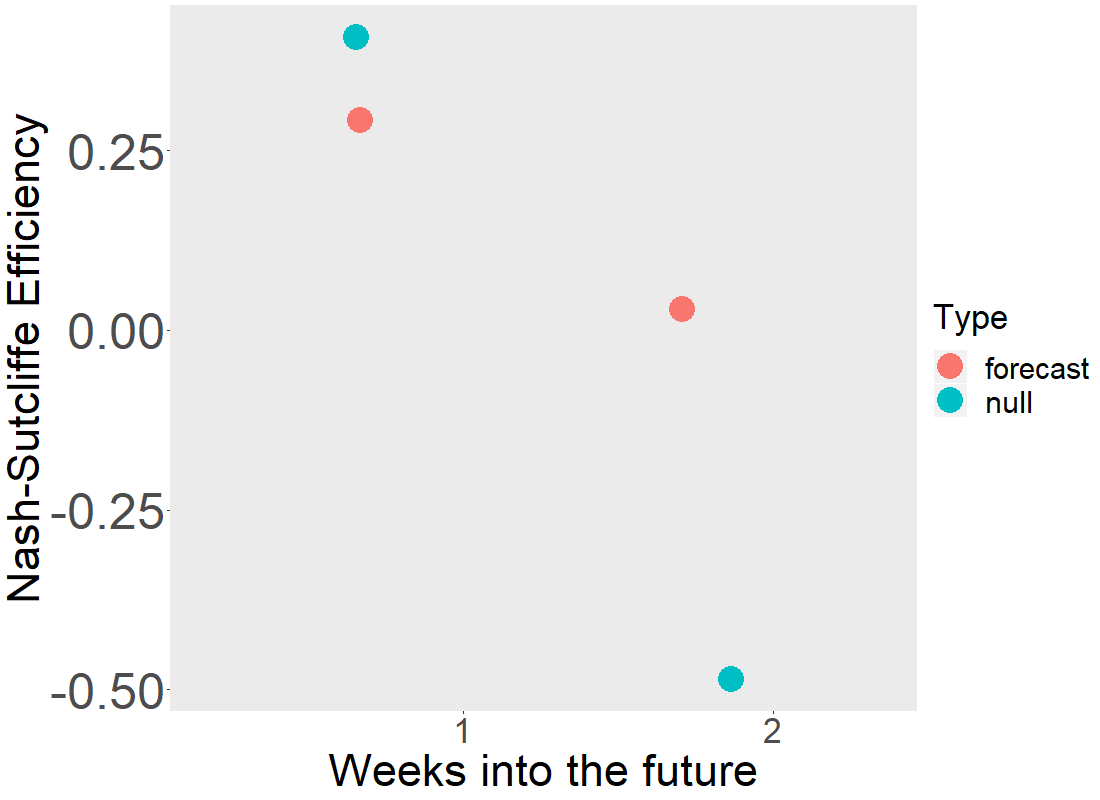 Nash-Sutcliffe Efficiency
0.25
0.00
-0.25
-0.50
1
2
Weeks into the future
Type
forecast
null